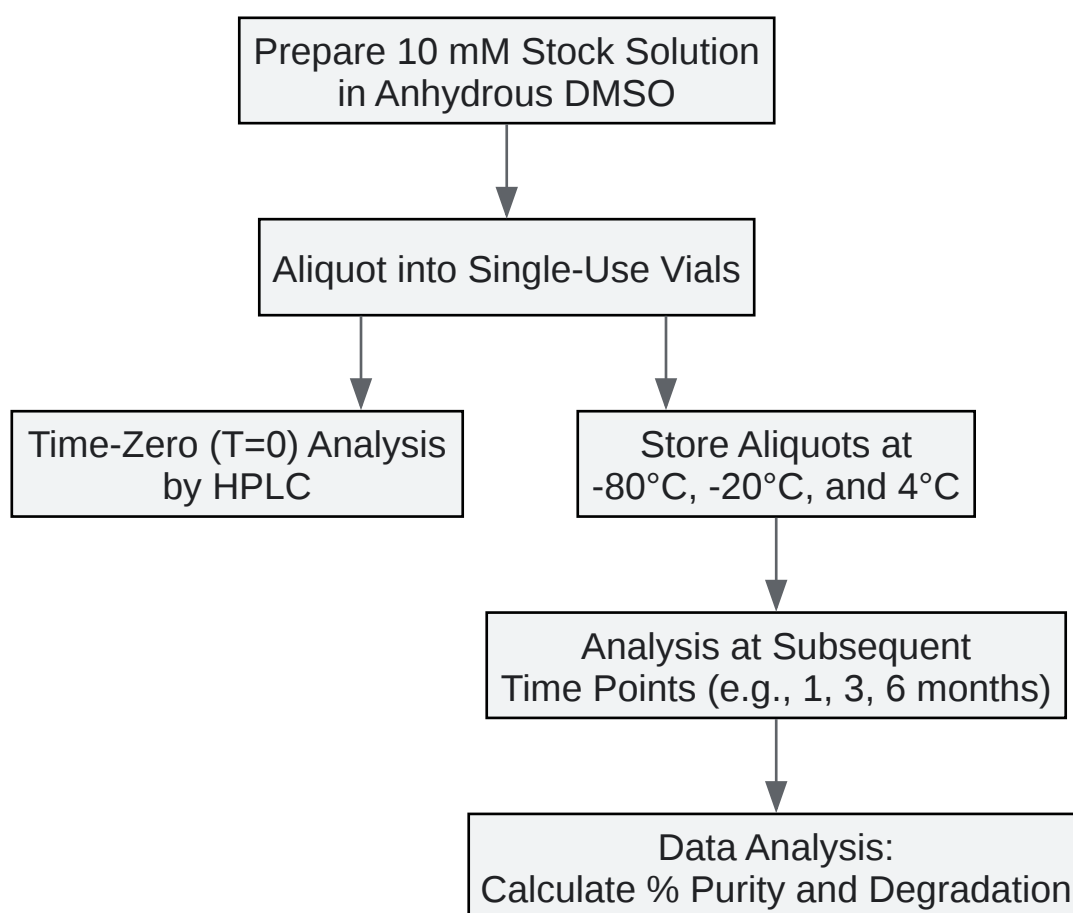 Prepare 10 mM Stock Solution
in Anhydrous DMSO
Aliquot into Single-Use Vials
Time-Zero (T=0) Analysis
by HPLC
Store Aliquots at
-80°C, -20°C, and 4°C
Analysis at Subsequent
Time Points (e.g., 1, 3, 6 months)
Data Analysis:
Calculate % Purity and Degradation